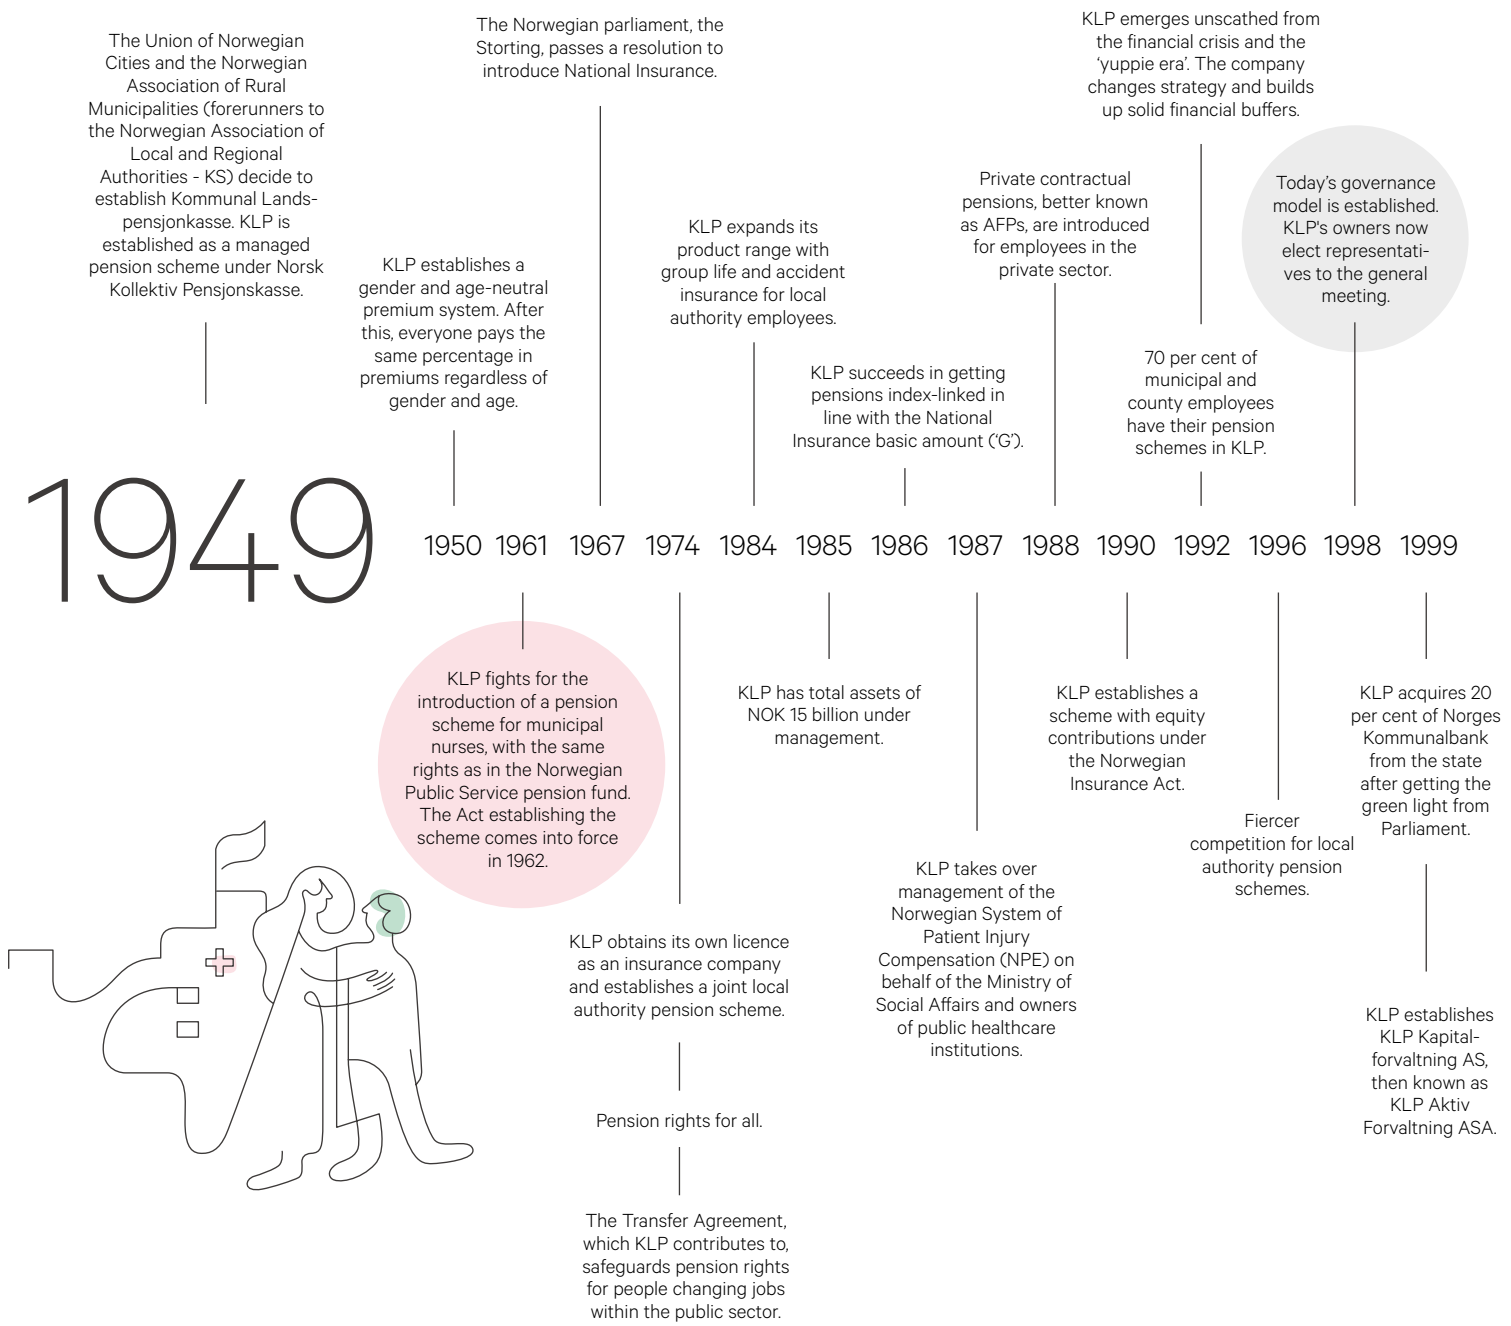 The Union of Norwegian
Cities and the Norwegian
Association of Rural
Municipalities (forerunners to
the Norwegian Association of
Local and Regional
Authorities - KS) decide to
establish Kommunal Lands-
pensjonkasse. KLP is
established as a managed
pension scheme under Norsk
Kollektiv Pensjonskasse.
KLP establishes a
gender and age-neutral
premium system. After
this, everyone pays the
same percentage in
premiums regardless of
gender and age.
The Norwegian parliament, the
Storting, passes a resolution to
introduce National Insurance.
KLP expands its
product range with
group life and accident
insurance for local
authority employees.
KLP succeeds in getting
pensions index-linked in
line with the National
Insurance basic amount (‘G’).
Private contractual
pensions, better known
as AFPs, are introduced
for employees in the
private sector.
KLP emerges unscathed from
the financial crisis and the
‘yuppie era’. The company
changes strategy and builds
up solid financial buffers.
70 per cent of
municipal and
county employees
have their pension
schemes in KLP.
Today’s governance
model is established.
KLP's owners now
elect representati-
ves to the general
meeting.
1949
1950 1961 1967 1974 1984 1985 1986 1987 1988 1990 1992 1996 1998 1999
KLP fights for the
introduction of a pension
scheme for municipal
nurses, with the same
rights as in the Norwegian
Public Service pension fund.
The Act establishing the
scheme comes into force
in 1962.
KLP obtains its own licence
as an insurance company
and establishes a joint local
authority pension scheme.
Pension rights for all.
The Transfer Agreement,
which KLP contributes to,
safeguards pension rights
for people changing jobs
within the public sector.
KLP has total assets of
NOK 15 billion under
management.
KLP takes over
management of the
Norwegian System of
Patient Injury
Compensation (NPE) on
behalf of the Ministry of
Social Affairs and owners
of public healthcare
institutions.
KLP establishes a
scheme with equity
contributions under
the Norwegian
Insurance Act.
Fiercer
competition for local
authority pension
schemes.
KLP acquires 20
per cent of Norges
Kommunalbank
from the state
after getting the
green light from
Parliament.
KLP establishes
KLP Kapital-
forvaltning AS,
then known as
KLP Aktiv
Forvaltning ASA.